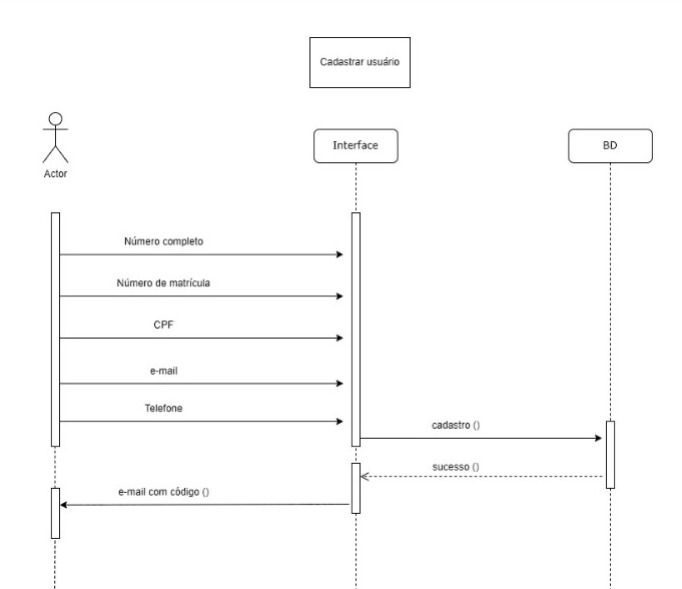 Cadastrar usuário
Actor
Interface
BD
Número completo
Número de matrícula
CPF
e-mail
Telefone
cadastro ()
sucesso ()
e-mail com código ()